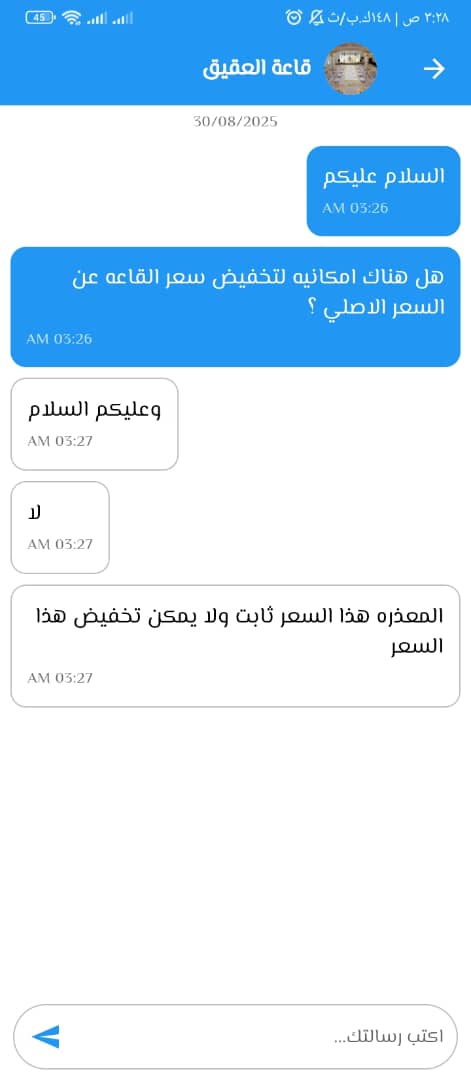 ٣:٢٨ ص | ١٤٨ك.ب/ث
45
قاعة العقيق
30/08/2025
السلام عليكم
AM 03:26
هل هناك امكانيه لتخفيض سعر القاعه عن
السعر الاصلي ؟
AM 03:26
وعليكم السلام
AM 03:27
لا
AM 03:27
المعذره هذا السعر ثابت ولا يمكن تخفيض هذا
السعر
AM 03:27
اكتب رسالتك...